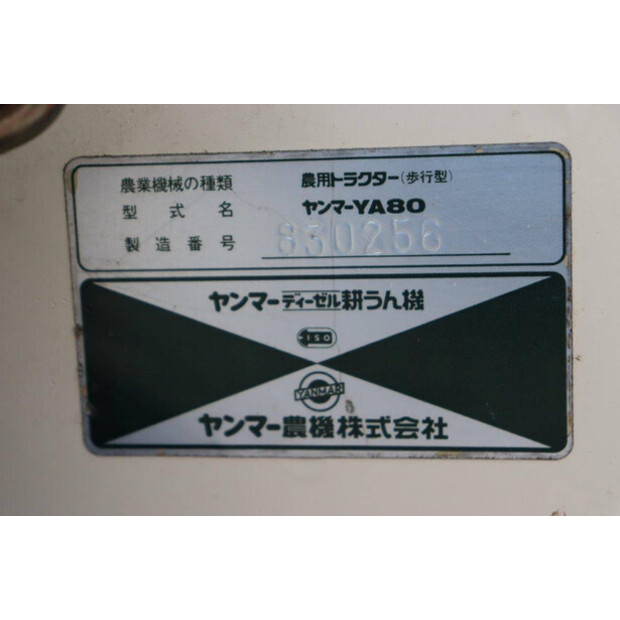 農業機械の種類 農用トラクター(歩行型)
型式名 ヤンマーYA80
製造番号 830256
ヤンマーディーゼル耕うん機
ISO
YANMAR
ヤンマー農機株式会社